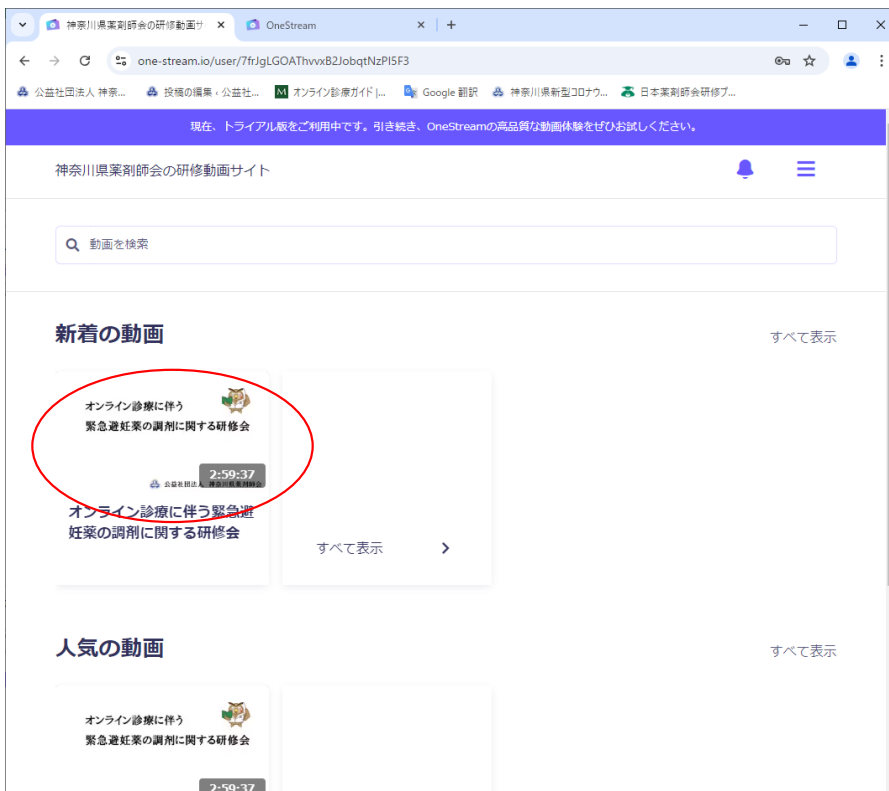 神奈川県薬剤師会の研修動画サ
OneStream
one-stream.io/user/7frJgLGOAThvvxB2JobqtNzPI5F3
公益社団法人 神奈...
投稿の編集 ‹ 公益社...
オンライン診療ガイド |...
Google 翻訳
神奈川県新型コロナウ...
日本薬剤師会研修プ...
現在、トライアル版をご利用中です。引き続き、OneStreamの高品質な動画体験をぜひお試しください。
神奈川県薬剤師会の研修動画サイト
動画を検索
新着の動画
すべて表示
オンライン診療に伴う
緊急避妊薬の調剤に関する研修会
2:59:37
公益社団法人 神奈川県薬剤師会
オンライン診療に伴う緊急避
妊薬の調剤に関する研修会
すべて表示
人気の動画
すべて表示
オンライン診療に伴う
緊急避妊薬の調剤に関する研修会
2:59:37